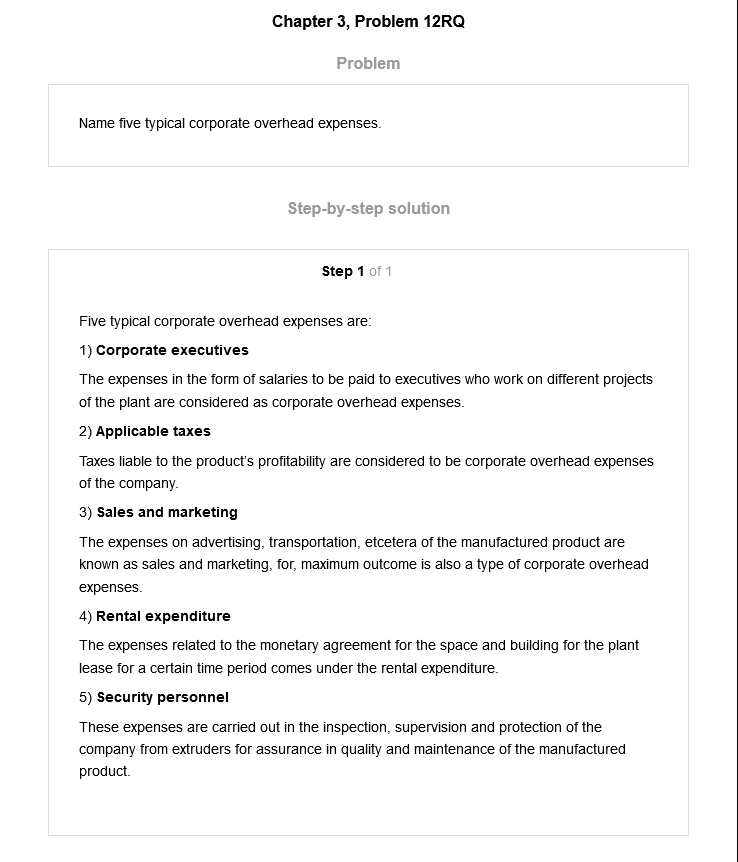 Chapter 3, Problem 12RQ
Problem
Name five typical corporate overhead expenses.
Step-by-step solution
Step 1 of 1
Five typical corporate overhead expenses are:
1) Corporate executives
The expenses in the form of salaries to be paid to executives who work on different projects
of the plant are considered as corporate overhead expenses.
2) Applicable taxes
Taxes liable to the product's profitability are considered to be corporate overhead expenses
of the company.
3) Sales and marketing
The expenses on advertising, transportation, etcetera of the manufactured product are
known as sales and marketing, for, maximum outcome is also a type of corporate overhead
expenses.
4) Rental expenditure
The expenses related to the monetary agreement for the space and building for the plant
lease for a certain time period comes under the rental expenditure.
5) Security personnel
These expenses are carried out in the inspection, supervision and protection of the
company from extruders for assurance in quality and maintenance of the manufactured
product.